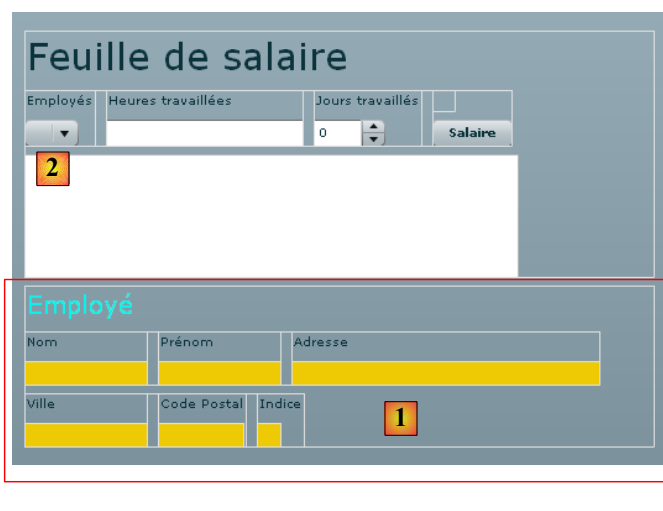 Feuille de salaire
Employés Heures travaillées Jours travaillés
0 Salaire
2
Employé
Nom Prénom Adresse
Ville Code Postal Indice
1